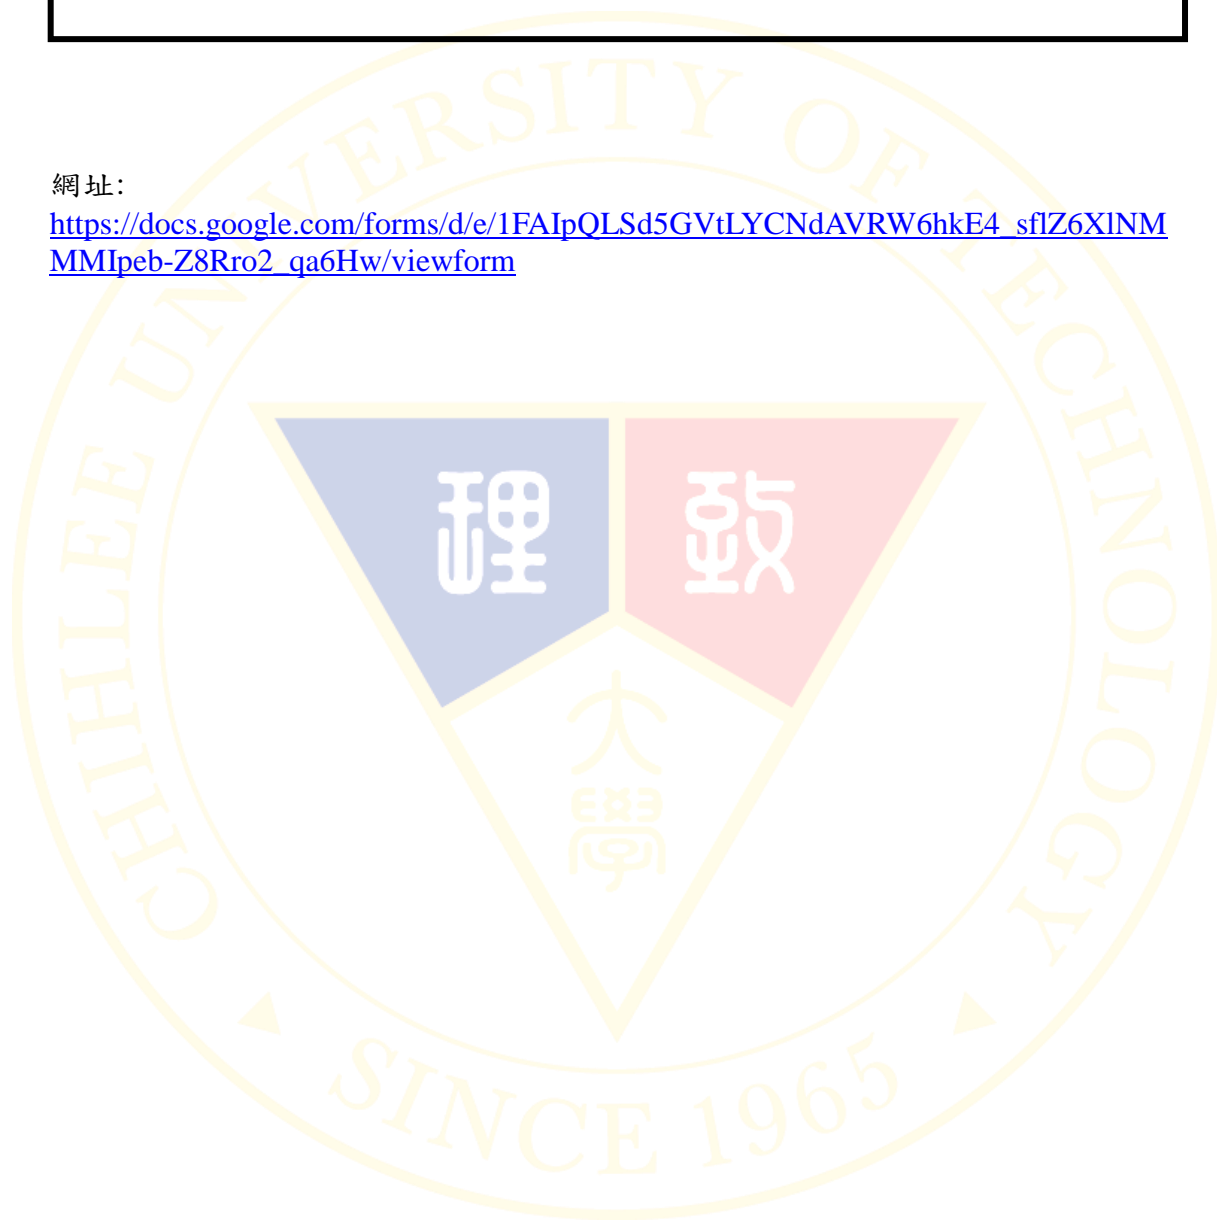 網址:
https://docs.google.com/forms/d/e/1FAIpQLSd5GVtLYCNdAVRW6hkE4_sflZ6XlNM
MMIpeb-Z8Rro2_qa6Hw/viewform
CHIHLEE UNIVERSITY OF TECHNOLOGY
理 致
大
學
SINCE 1965